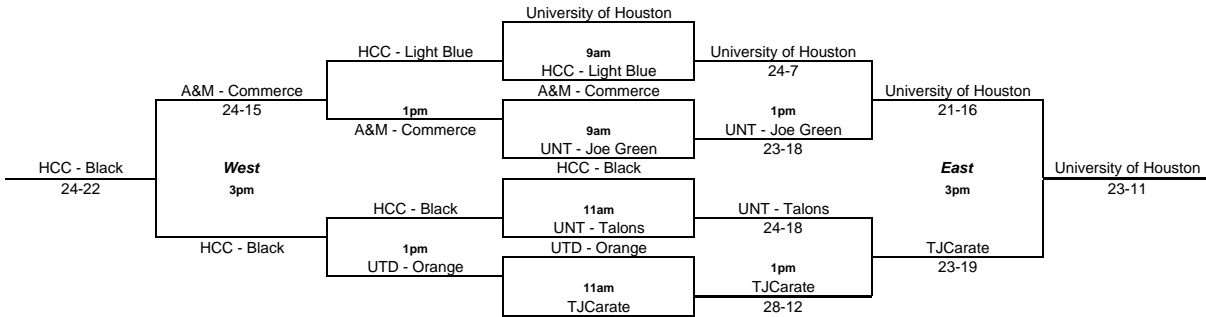 University of Houston
HCC - Light Blue 9am University of Houston
HCC - Light Blue 24-7
A&M - Commerce A&M - Commerce University of Houston
24-15 1pm 1pm 21-16
A&M - Commerce 9am UNT - Joe Green
UNT - Joe Green 23-18
HCC - Black West HCC - Black East University of Houston
24-22 3pm 3pm 23-11
HCC - Black 11am UNT - Talons
UNT - Talons 24-18
HCC - Black 1pm UTD - Orange TJCarate
UTD - Orange 1pm 23-19
11am TJCarate
TJCarate 28-12